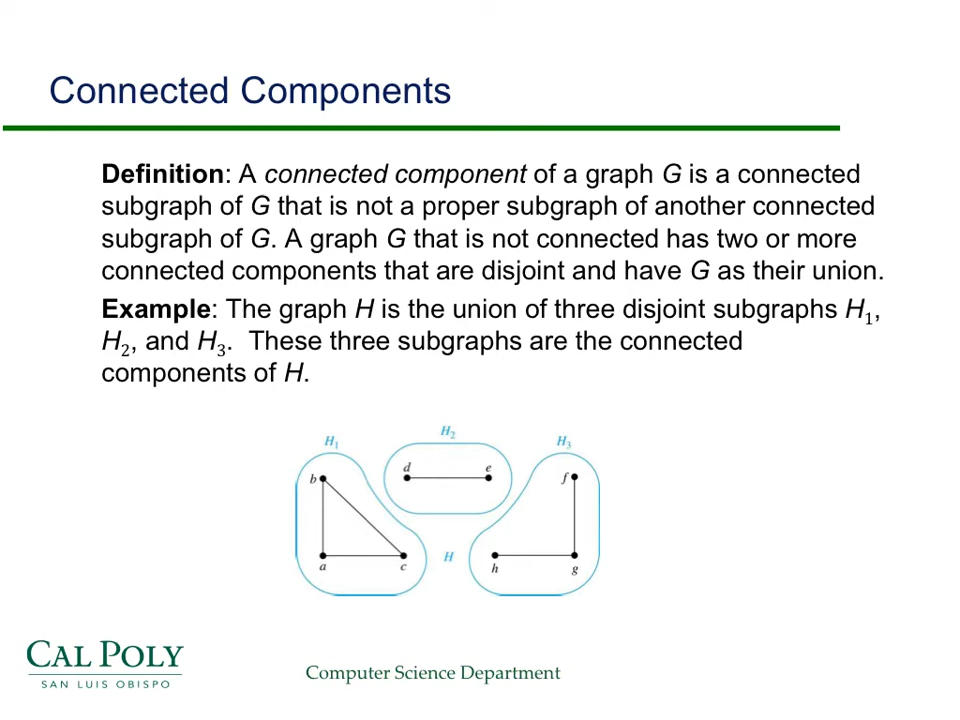 Connected Components
Definition: A connected component of a graph G is a connected
subgraph of G that is not a proper subgraph of another connected
subgraph of G. A graph G that is not connected has two or more
connected components that are disjoint and have G as their union.
Example: The graph H is the union of three disjoint subgraphs H₁,
H₂, and H₃. These three subgraphs are the connected
components of H.
H₁ H₂ H₃
b d e f
H
a c h g
CAL POLY
SAN LUIS OBISPO
Computer Science Department